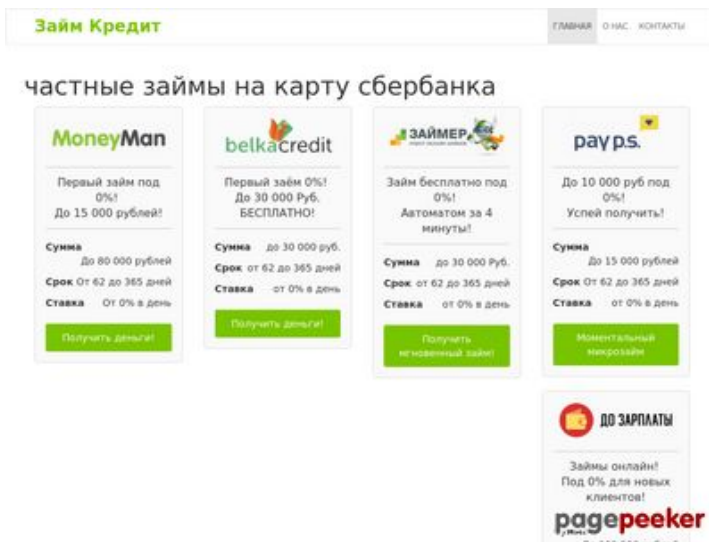 Займ Кредит
ГЛАВНАЯ О НАС КОНТАКТЫ
частные займы на карту сбербанка
MoneyMan
Первый займ под
0%!
До 15 000 рублей!
Сумма
До 80 000 рублей
Срок От 62 до 365 дней
Ставка От 0% в день
Получить деньги!
belkacredit
Первый заём 0%!
До 30 000 Руб.
БЕСПЛАТНО!
Сумма до 30 000 руб.
Срок от 62 до 365 дней
Ставка от 0% в день
Получить деньги!
ЗАЙМЕР
Займ бесплатно под
0%!
Автоматом за 4
минуты!
Сумма до 30 000 Руб.
Срок от 62 до 365 дней
Ставка от 0% в день
Получить
мгновенный займ!
pay p.s.
До 10 000 руб под
0%!
Успей получить!
Сумма
До 15 000 рублей
Срок От 62 до 365 дней
Ставка от 0% в день
Моментальный
микрозайм
ДО ЗАРПЛАТЫ
Займы онлайн!
Под 0% для новых
клиентов!
pagepeeker